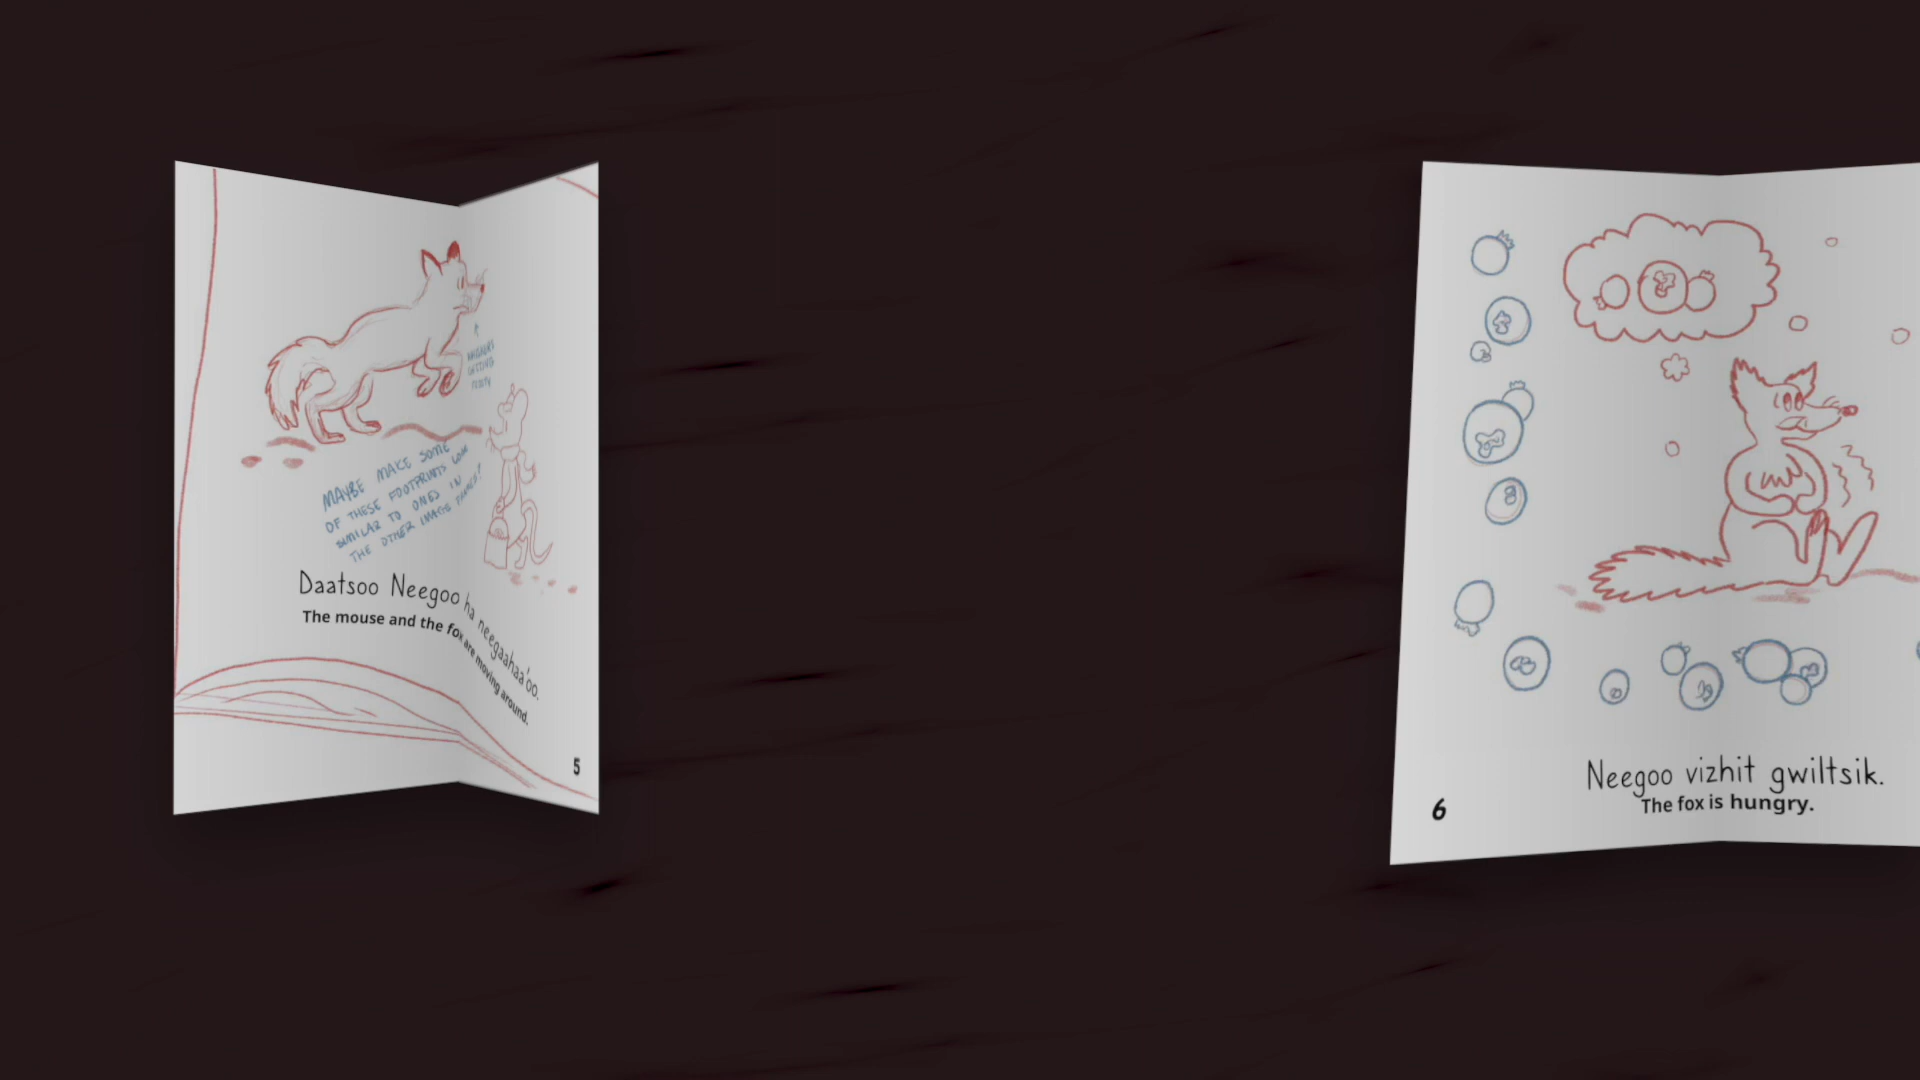 MAYBE MAKE SOME
OF THESE FOOTPRINTS LOOK
SIMILAR TO ONES IN
THE OTHER IMAGE
Daatsoo Neegoo ha neegaahaa'oo.
The mouse and the fox are moving around.
5
Neegoo vizhit gwiltsik.
The fox is hungry.
6